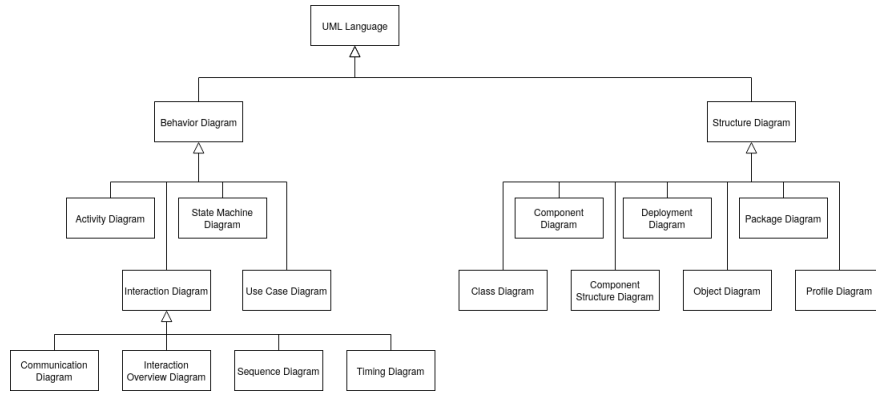 UML Language
Behavior Diagram
Structure Diagram
Activity Diagram
State Machine
Diagram
Component
Diagram
Deployment
Diagram
Package Diagram
Interaction Diagram
Use Case Diagram
Class Diagram
Component
Structure Diagram
Object Diagram
Profile Diagram
Communication
Diagram
Interaction
Overview Diagram
Sequence Diagram
Timing Diagram